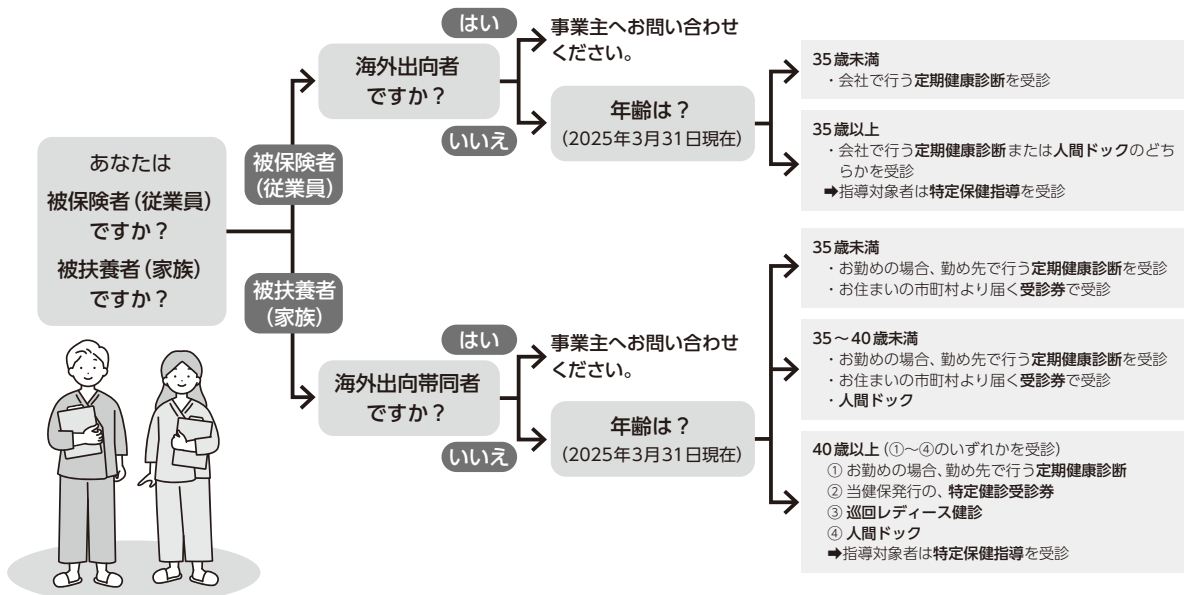 あなたは
被保険者(従業員)
ですか?
被扶養者(家族)
ですか?
被保険者
(従業員)
海外出向者
ですか?
はい
事業主へお問い合わせ
ください。
いいえ
年齢は?
(2025年3月31日現在)
35歳未満
・会社で行う定期健康診断を受診
35歳以上
・会社で行う定期健康診断または人間ドックのどち
らかを受診
➡指導対象者は特定保健指導を受診
被扶養者
(家族)
海外出向帯同者
ですか?
はい
事業主へお問い合わせ
ください。
いいえ
年齢は?
(2025年3月31日現在)
35歳未満
・お勤めの場合、勤め先で行う定期健康診断を受診
・お住まいの市町村より届く受診券で受診
35～40歳未満
・お勤めの場合、勤め先で行う定期健康診断を受診
・お住まいの市町村より届く受診券で受診
・人間ドック
40歳以上(①～④のいずれかを受診)
① お勤めの場合、勤め先で行う定期健康診断
② 当健保発行の、特定健診受診券
③ 巡回レディース健診
④ 人間ドック
➡指導対象者は特定保健指導を受診